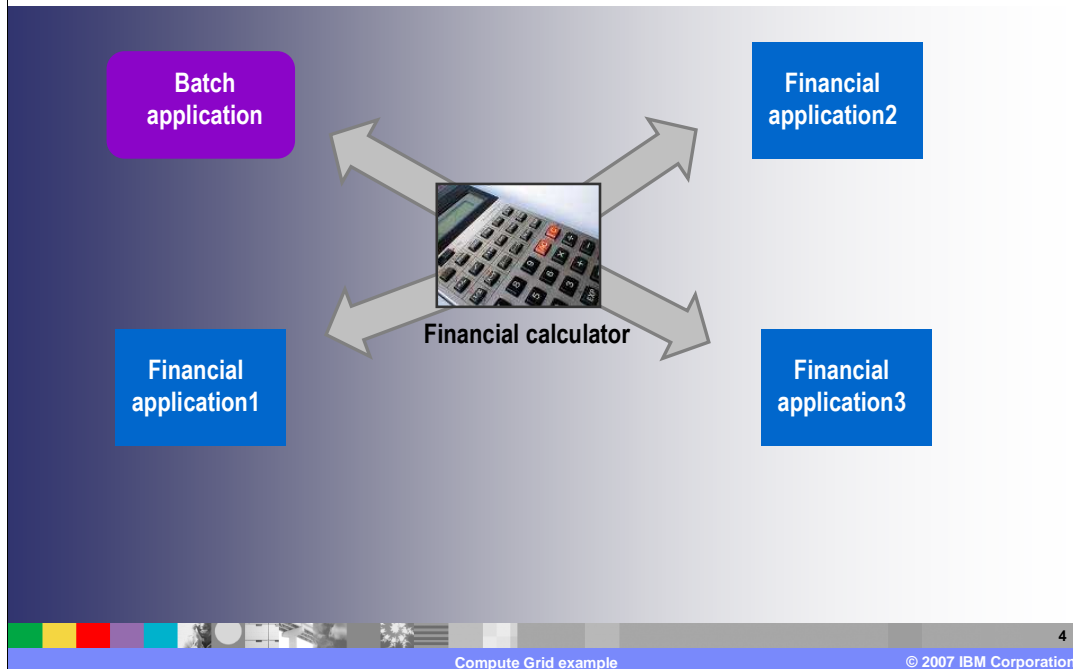 Batch
application
Financial
application2
Financial calculator
Financial
application1
Financial
application3
4
Compute Grid example
© 2007 IBM Corporation